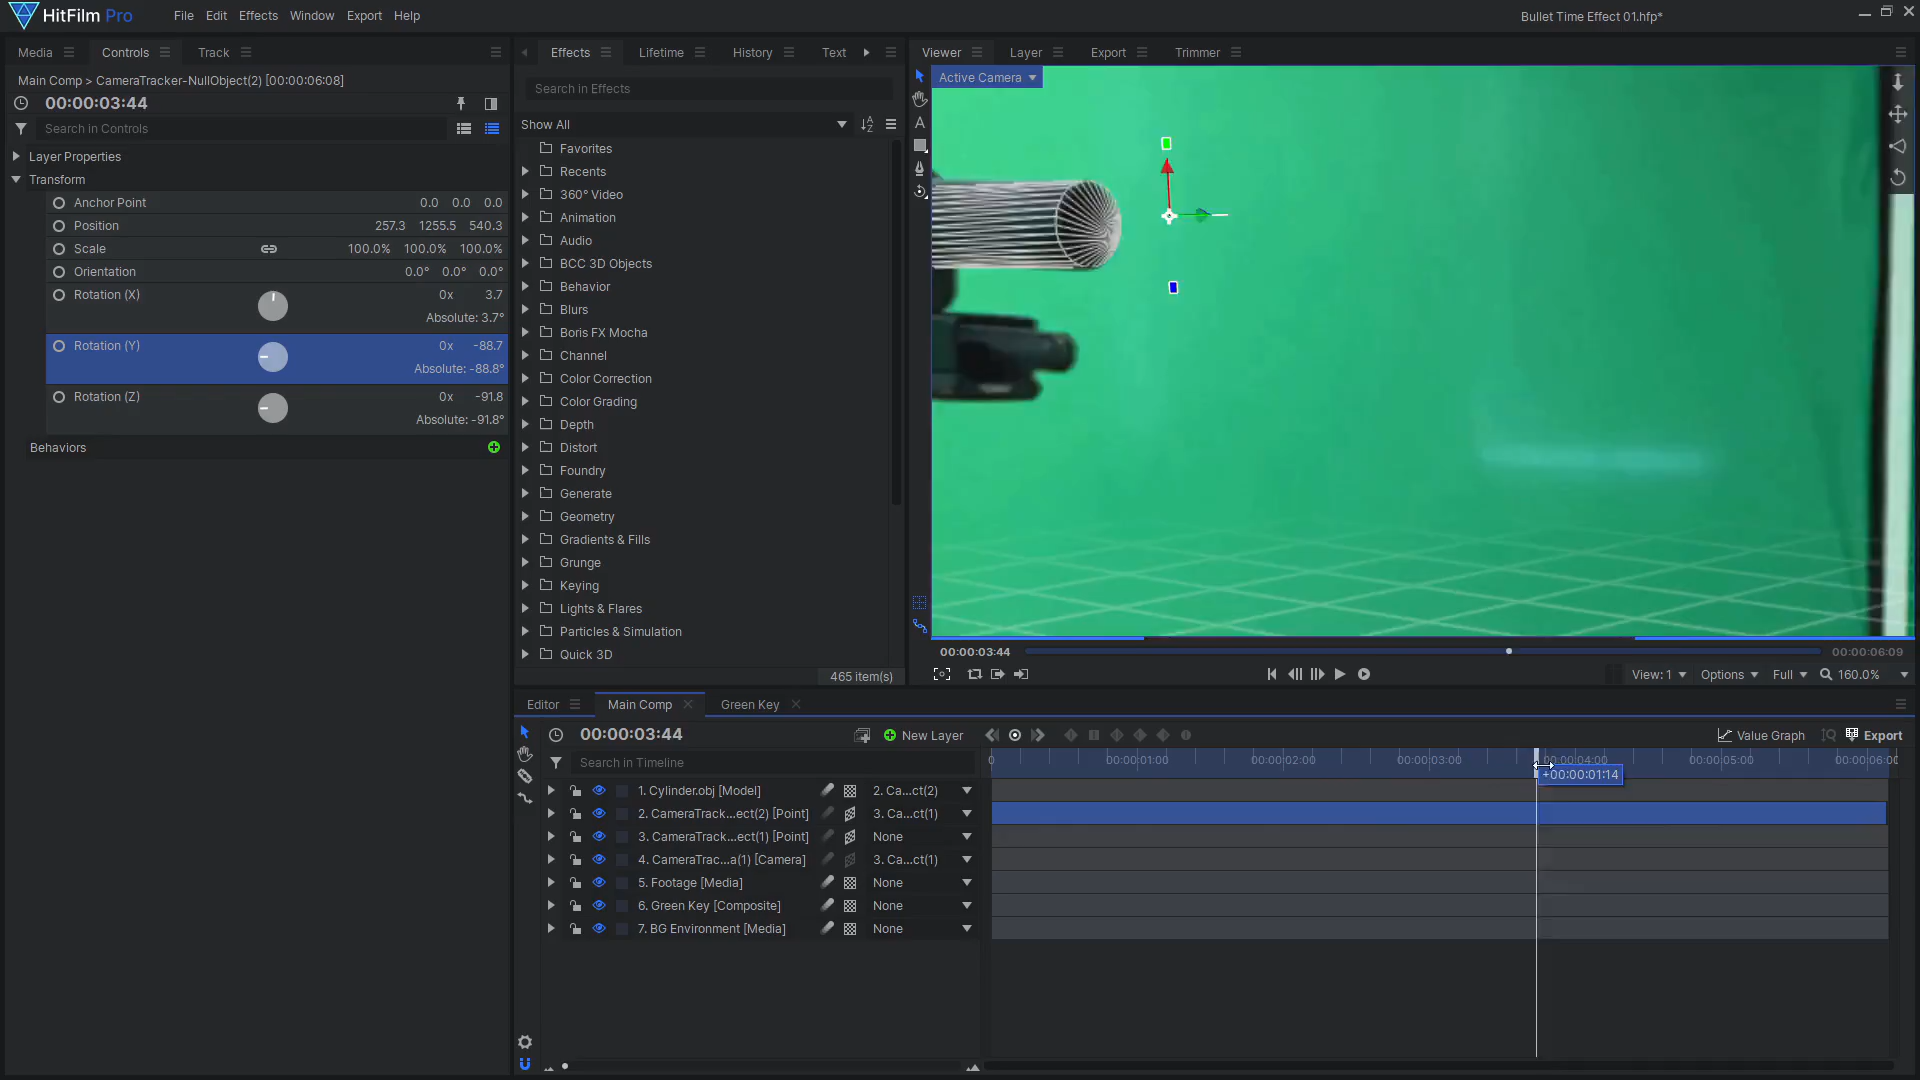 HitFilm Pro
File Edit Effects Window Export Help
Bullet Time Effect 01.hfp*
Media Controls Track
Main Comp > CameraTracker-NullObject(2) [00:00:06:08]
00:00:03:44
Search in Controls
Layer Properties
Transform
Anchor Point 0.0 0.0 0.0
Position 257.3 1255.5 540.3
Scale 100.0% 100.0% 100.0%
Orientation 0.0° 0.0° 0.0°
Rotation (X) 0x 3.7
Absolute: 3.7°
Rotation (Y) 0x -88.7
Absolute: -88.8°
Rotation (Z) 0x -91.8
Absolute: -91.8°
Behaviors
Effects Lifetime History Text
Search in Effects
Show All
Favorites
Recents
360° Video
Animation
Audio
BCC 3D Objects
Behavior
Blurs
Boris FX Mocha
Channel
Color Correction
Color Grading
Depth
Distort
Foundry
Generate
Geometry
Gradients & Fills
Grunge
Keying
Lights & Flares
Particles & Simulation
Quick 3D
465 item(s)
Viewer Layer Export Trimmer
Active Camera
00:00:03:44 00:00:06:09
View: 1 Options Full 160.0%
Editor Main Comp Green Key
00:00:03:44 New Layer Value Graph Export
Search in Timeline
0 00:00:01:00 00:00:02:00 00:00:03:00 00:00:04:00 00:00:05:00 00:00:06:00
+00:00:01:14
1. Cylinder.obj [Model] 2. Ca...ct(2)
2. CameraTrack...ect(2) [Point] 3. Ca...ct(1)
3. CameraTrack...ect(1) [Point] None
4. CameraTrac...a(1) [Camera] 3. Ca...ct(1)
5. Footage [Media] None
6. Green Key [Composite] None
7. BG Environment [Media] None